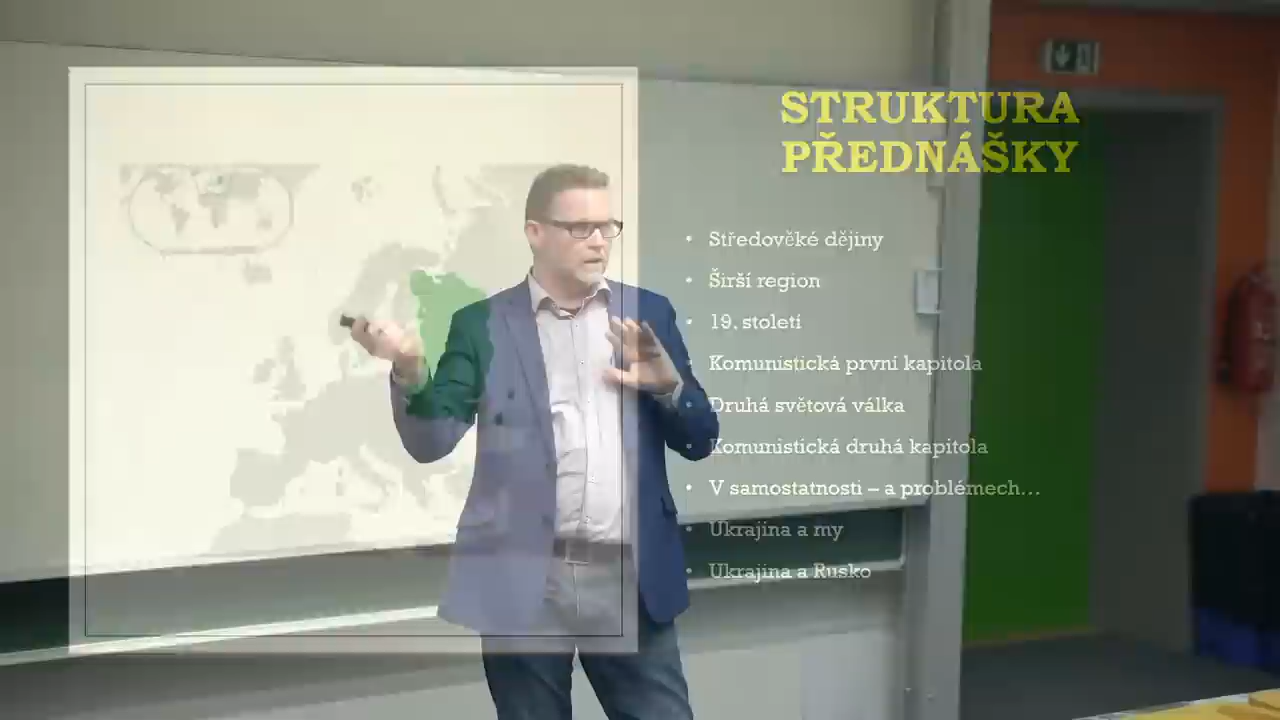 STRUKTURA
PŘEDNÁŠKY
• Středověké dějiny
• Širší region
• 19. století
• Komunistická první kapitola
• Druhá světová válka
• Komunistická druhá kapitola
• V samostatnosti – a problémech...
• Ukrajina a my
• Ukrajina a Rusko